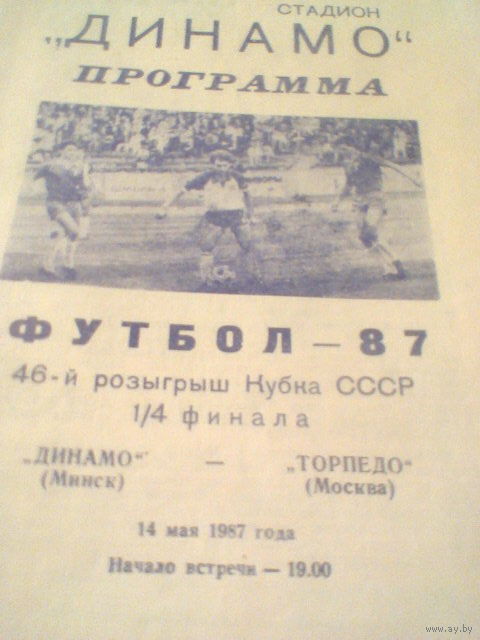 СТАДИОН
„ДИНАМО“
ПРОГРАММА
ФУТБОЛ — 87
46-й розыгрыш Кубка СССР
1/4 финала
„ДИНАМО“ — „ТОРПЕДО“
(Минск) (Москва)
14 мая 1987 года
Начало встречи — 19.00
© www.ay.by